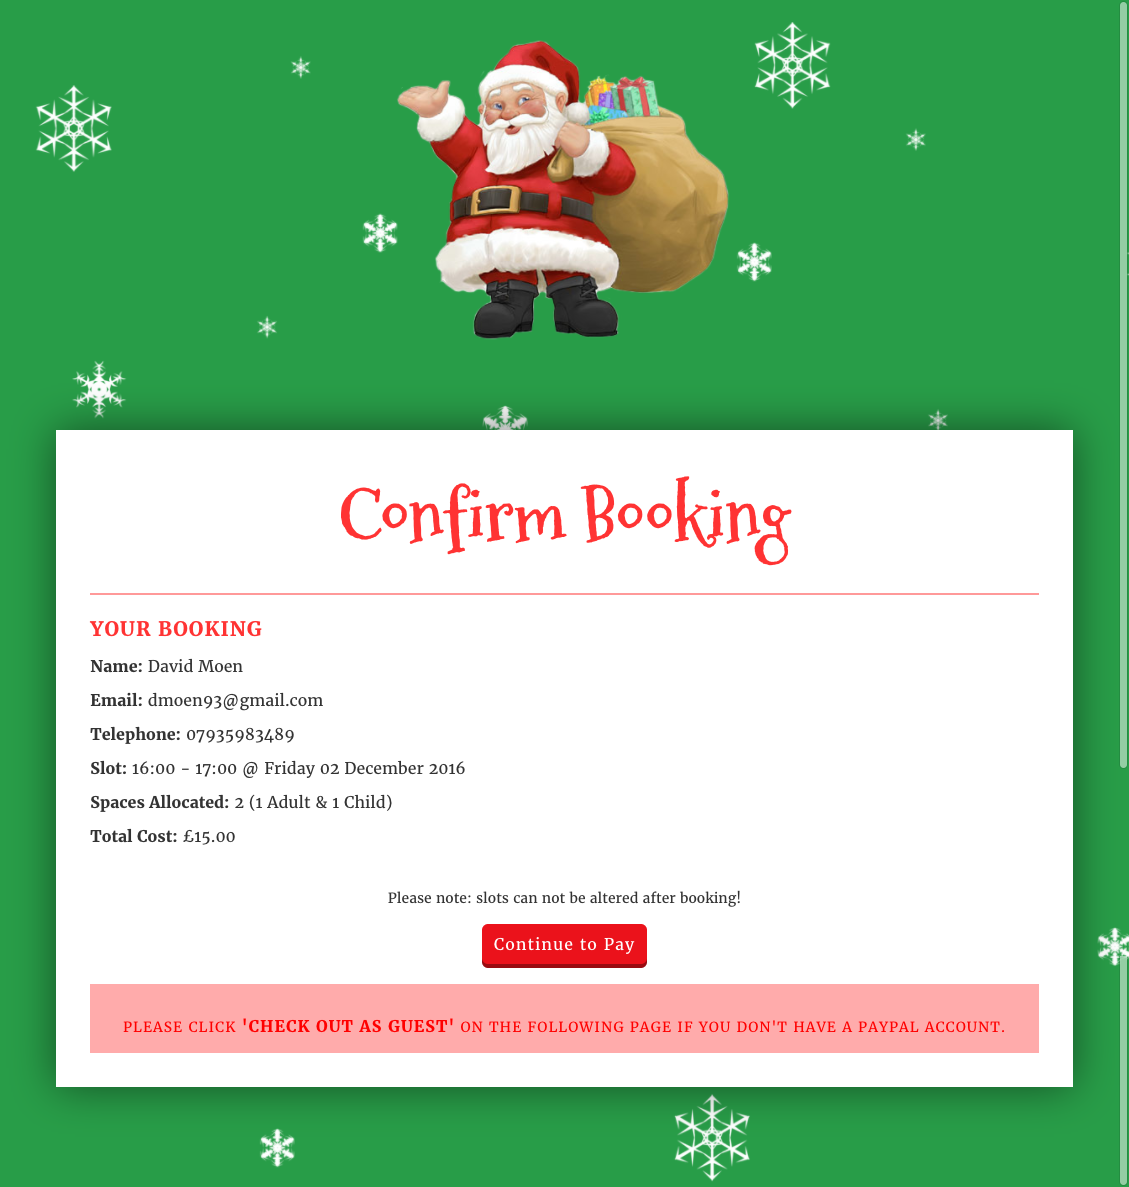 Confirm Booking
YOUR BOOKING
Name: David Moen
Email: dmoen93@gmail.com
Telephone: 07935983489
Slot: 16:00 - 17:00 @ Friday 02 December 2016
Spaces Allocated: 2 (1 Adult & 1 Child)
Total Cost: £15.00
Please note: slots can not be altered after booking!
Continue to Pay
PLEASE CLICK 'CHECK OUT AS GUEST' ON THE FOLLOWING PAGE IF YOU DON'T HAVE A PAYPAL ACCOUNT.